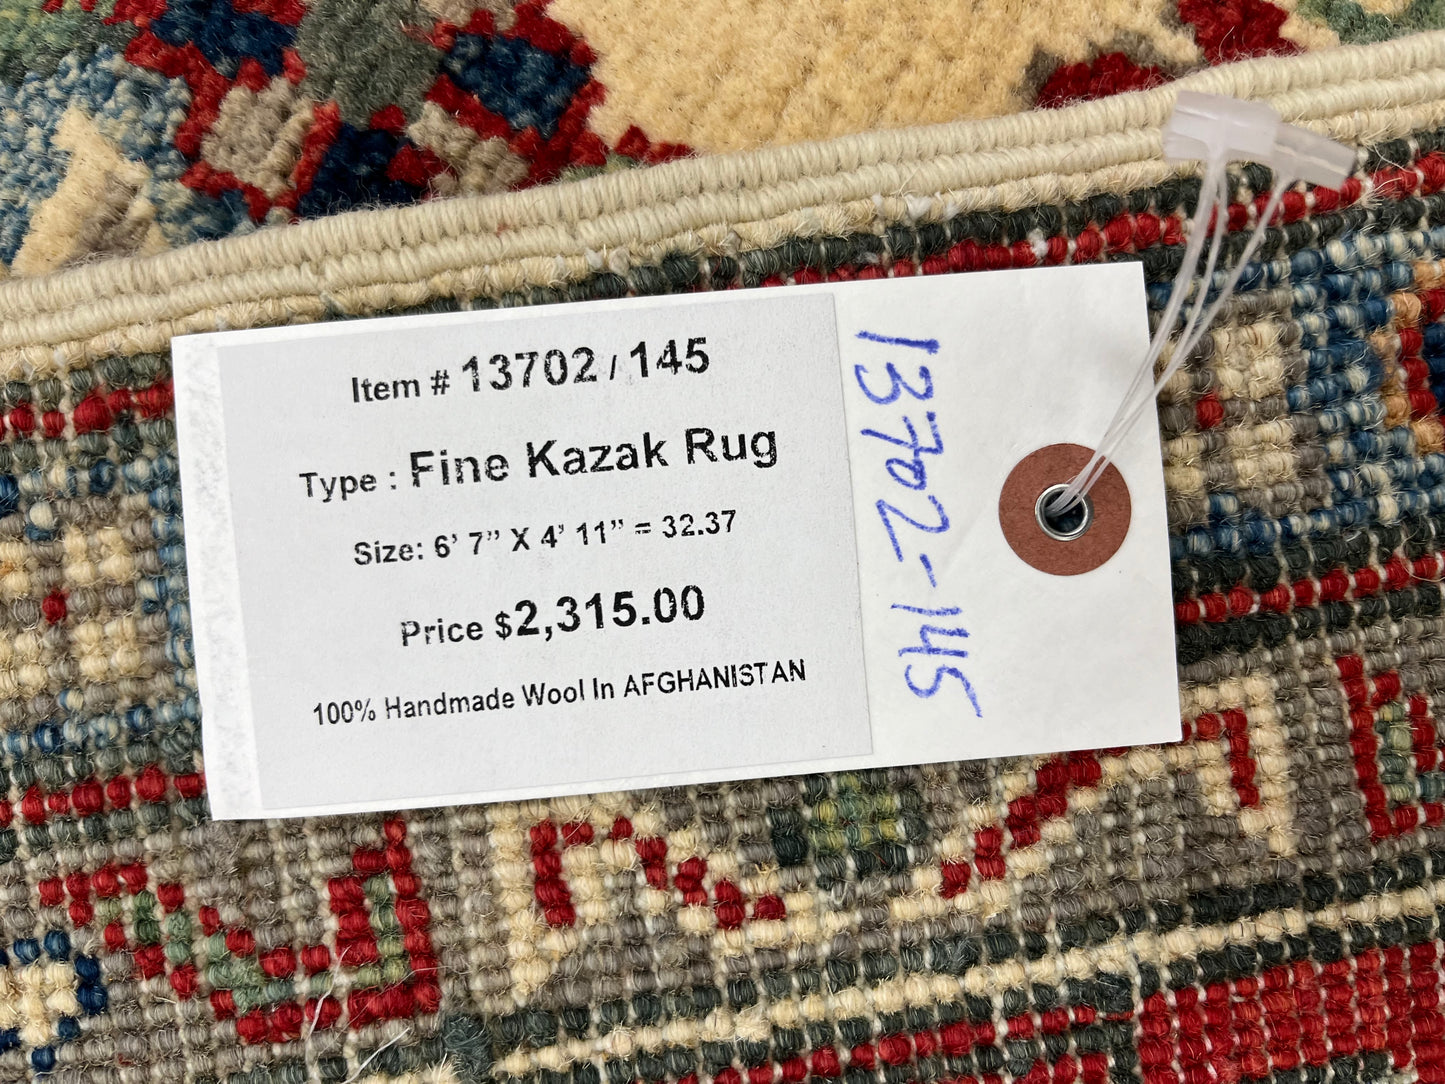 Item # 13702 / 145
Type : Fine Kazak Rug
Size: 6’ 7” X 4’ 11” = 32.37
Price $2,315.00
100% Handmade Wool In AFGHANISTAN
13702-145